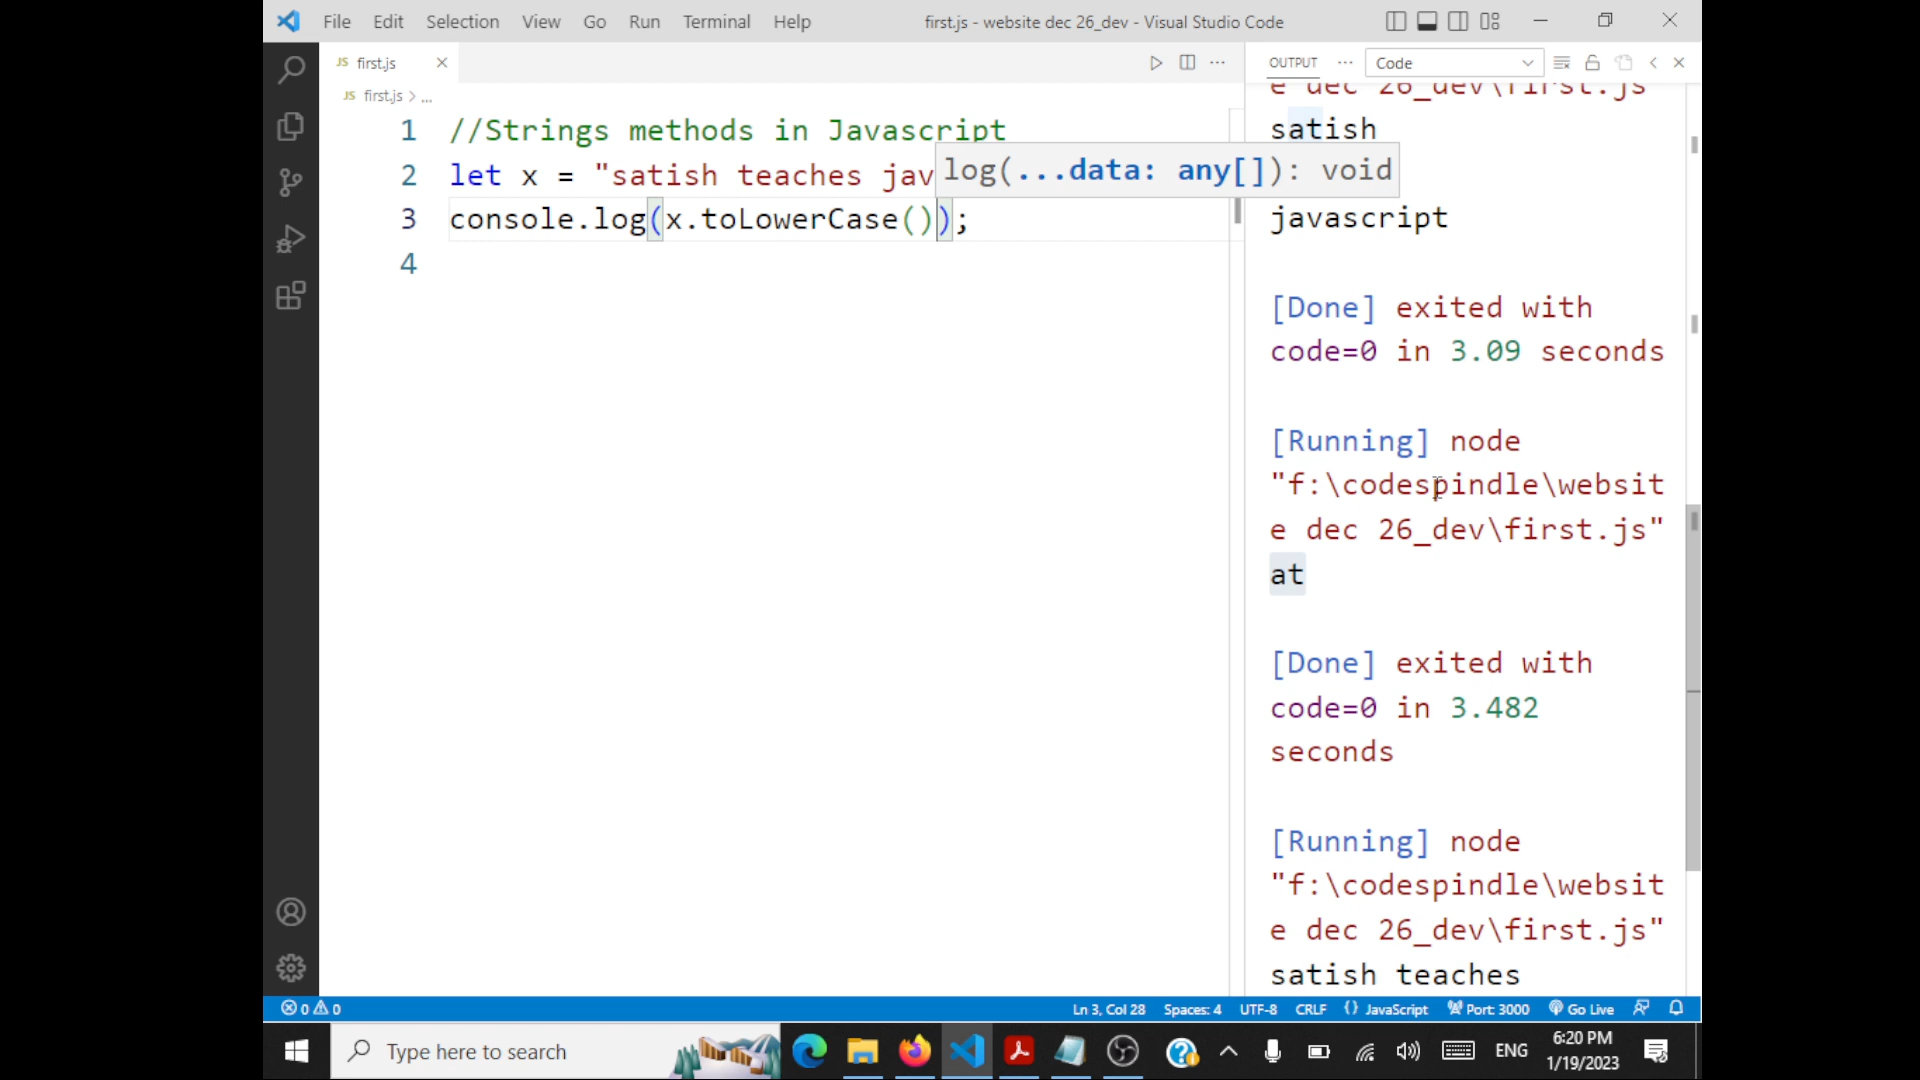 File Edit Selection View Go Run Terminal Help
first.js - website dec 26_dev - Visual Studio Code
JS first.js
OUTPUT
Code
JS first.js > ...
1 //Strings methods in Javascript
2 let x = "satish teaches jav
log(...data: any[]): void
3 console.log(x.toLowerCase());
4
satish
javascript
[Done] exited with
code=0 in 3.09 seconds
[Running] node
"f:\codespindle\websit
e dec 26_dev\first.js"
at
[Done] exited with
code=0 in 3.482
seconds
[Running] node
"f:\codespindle\websit
e dec 26_dev\first.js"
satish teaches
0 0
Ln 3, Col 28 Spaces: 4 UTF-8 CRLF {} JavaScript Port: 3000 Go Live
Type here to search
ENG
6:20 PM
1/19/2023